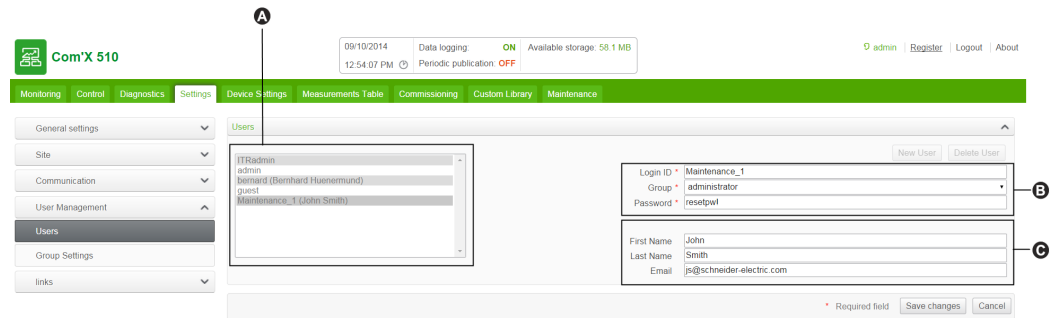 A
Com'X 510
09/10/2014 Data logging: ON Available storage: 58.1 MB
12:54:07 PM Periodic publication: OFF
admin Register Logout About
Monitoring Control Diagnostics Settings Device Settings Measurements Table Commissioning Custom Library Maintenance
General settings
Site
Communication
User Management
Users
Group Settings
links
Users
New User Delete User
ITRadmin
admin
bernard (Bernhard Huenermund)
guest
Maintenance_1 (John Smith)
Login ID * Maintenance_1
Group * administrator
Password * resetpwl
B
First Name John
Last Name Smith
Email js@schneider-electric.com
C
* Required field Save changes Cancel